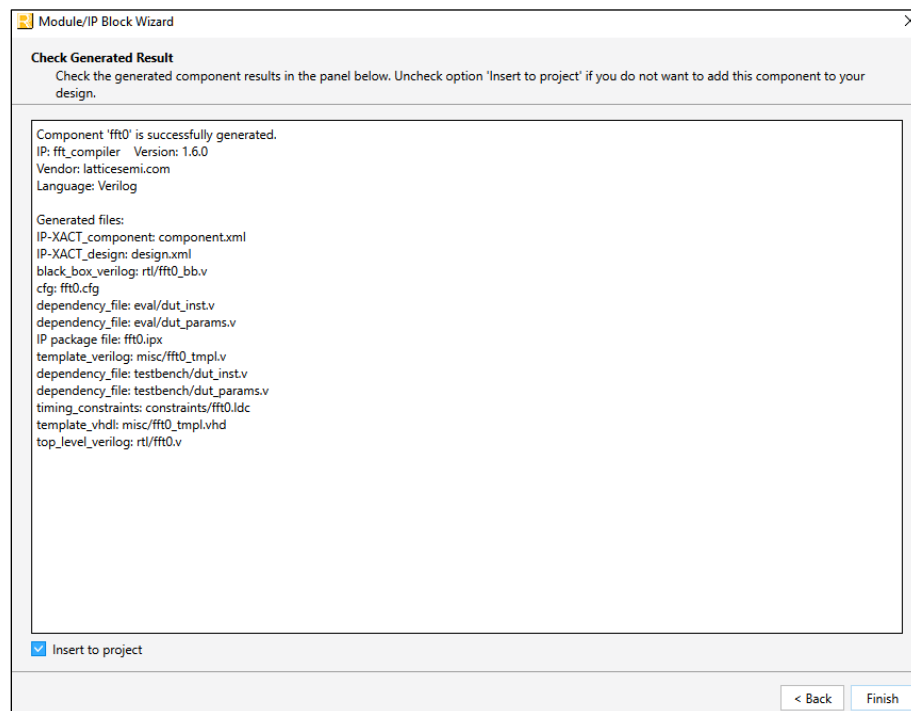 Module/IP Block Wizard
Check Generated Result
Check the generated component results in the panel below. Uncheck option 'Insert to project' if you do not want to add this component to your
design.
Component 'fft0' is successfully generated.
IP: fft_compiler Version: 1.6.0
Vendor: latticesemi.com
Language: Verilog
Generated files:
IP-XACT_component: component.xml
IP-XACT_design: design.xml
black_box_verilog: rtl/fft0_bb.v
cfg: fft0.cfg
dependency_file: eval/dut_inst.v
dependency_file: eval/dut_params.v
IP package file: fft0.ipx
template_verilog: misc/fft0_tmpl.v
dependency_file: testbench/dut_inst.v
dependency_file: testbench/dut_params.v
timing_constraints: constraints/fft0.ldc
template_vhdl: misc/fft0_tmpl.vhd
top_level_verilog: rtl/fft0.v
Insert to project
< Back Finish